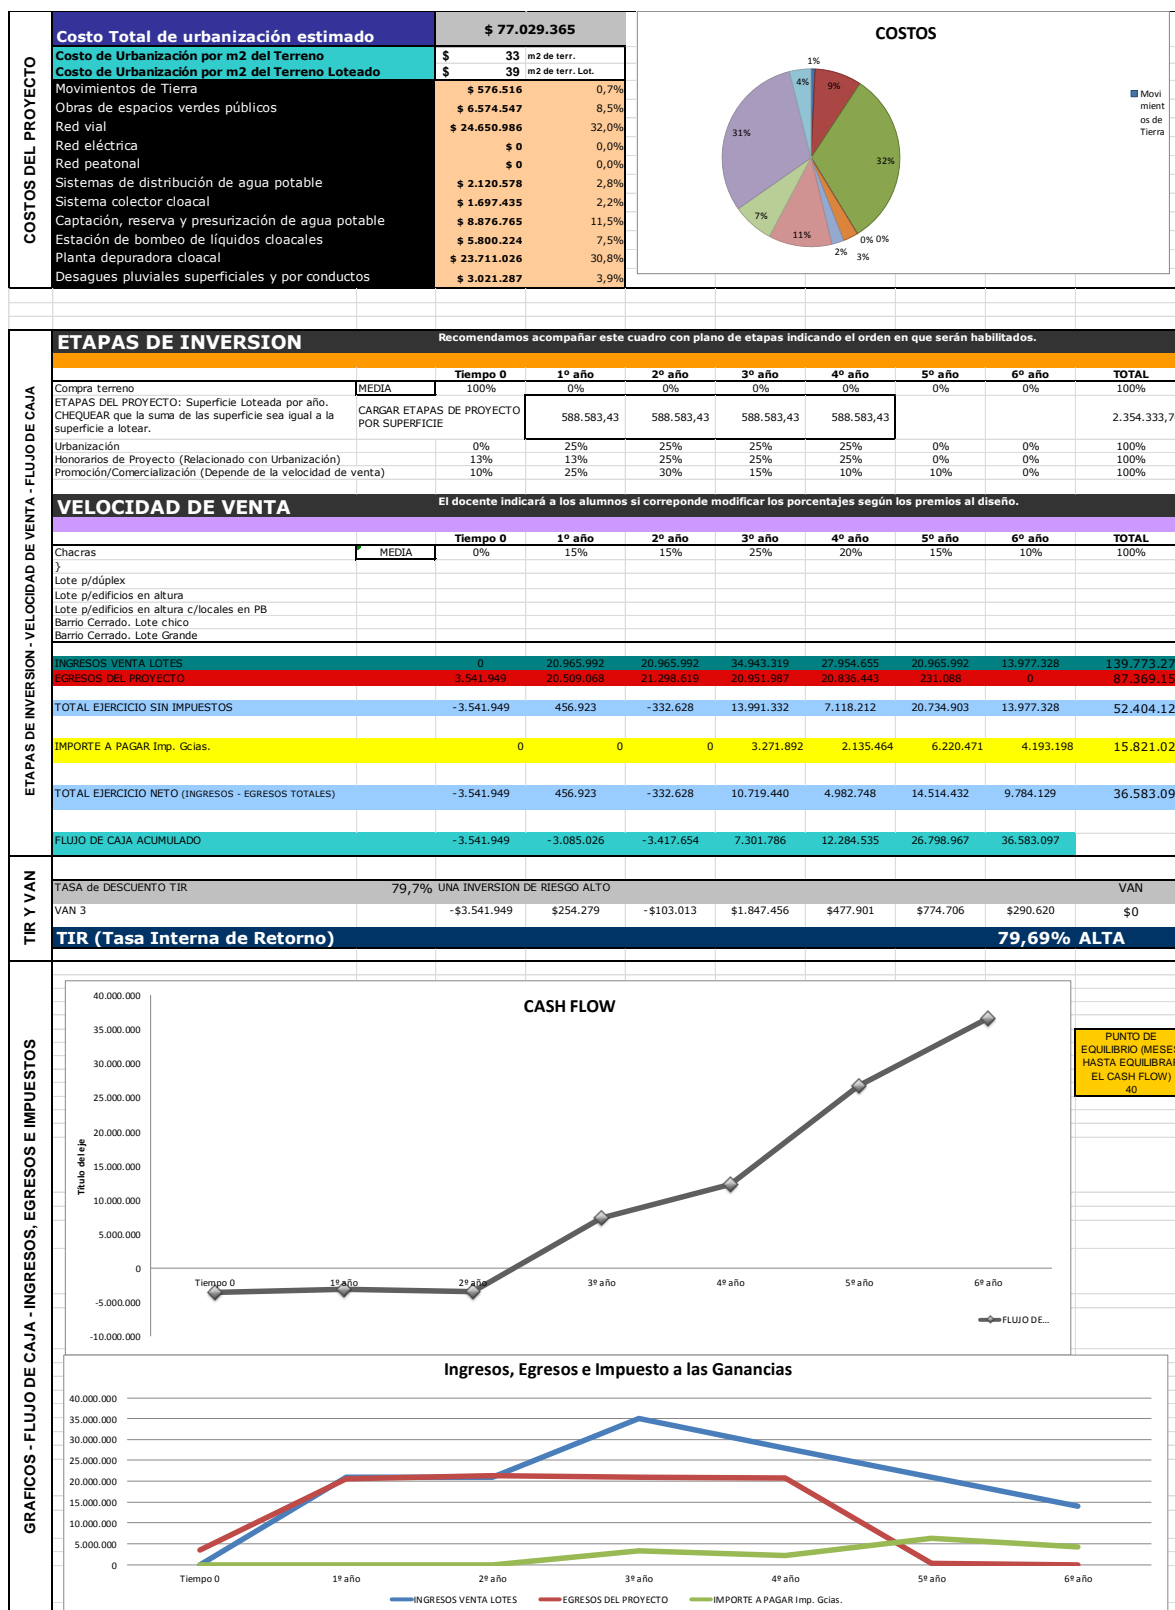 COSTOS DEL PROYECTO
Costo Total de urbanización estimado $ 77.029.365
Costo de Urbanización por m2 del Terreno $ 33 m2 de terr.
Costo de Urbanización por m2 del Terreno Loteado $ 39 m2 de terr. Lot.
Movimientos de Tierra $ 576.516 0,7%
Obras de espacios verdes públicos $ 6.574.547 8,5%
Red vial $ 24.650.986 32,0%
Red eléctrica $ 0 0,0%
Red peatonal $ 0 0,0%
Sistemas de distribución de agua potable $ 2.120.578 2,8%
Sistema colector cloacal $ 1.697.435 2,2%
Captación, reserva y presurización de agua potable $ 8.876.765 11,5%
Estación de bombeo de líquidos cloacales $ 5.800.224 7,5%
Planta depuradora cloacal $ 23.711.026 30,8%
Desagues pluviales superficiales y por conductos $ 3.021.287 3,9%
COSTOS
1%
9%
32%
0%
0%
3%
2%
11%
7%
31%
4%
Movi
mient
os de
Tierra
ETAPAS DE INVERSION - VELOCIDAD DE VENTA - FLUJO DE CAJA
ETAPAS DE INVERSION Recomendamos acompañar este cuadro con plano de etapas indicando el orden en que serán habilitados.
Tiempo 0 1º año 2º año 3º año 4º año 5º año 6º año TOTAL
Compra terreno MEDIA 100% 0% 0% 0% 0% 0% 0% 100%
ETAPAS DEL PROYECTO: Superficie Loteada por año.
CHEQUEAR que la suma de las superficie sea igual a la
superficie a lotear.
CARGAR ETAPAS DE PROYECTO
POR SUPERFICIE
588.583,43 588.583,43 588.583,43 588.583,43 2.354.333,7
Urbanización 0% 25% 25% 25% 25% 0% 0% 100%
Honorarios de Proyecto (Relacionado con Urbanización) 13% 13% 25% 25% 25% 0% 0% 100%
Promoción/Comercialización (Depende de la velocidad de venta) 10% 25% 30% 15% 10% 10% 0% 100%
VELOCIDAD DE VENTA El docente indicará a los alumnos si correponde modificar los porcentajes según los premios al diseño.
Tiempo 0 1º año 2º año 3º año 4º año 5º año 6º año TOTAL
Chacras MEDIA 0% 15% 15% 25% 20% 15% 10% 100%
}
Lote p/dúplex
Lote p/edificios en altura
Lote p/edificios en altura c/locales en PB
Barrio Cerrado. Lote chico
Barrio Cerrado. Lote Grande
INGRESOS VENTA LOTES 0 20.965.992 20.965.992 34.943.319 27.954.655 20.965.992 13.977.328 139.773.27
EGRESOS DEL PROYECTO 3.541.949 20.509.068 21.298.619 20.951.987 20.836.443 231.088 0 87.369.15
TOTAL EJERCICIO SIN IMPUESTOS -3.541.949 456.923 -332.628 13.991.332 7.118.212 20.734.903 13.977.328 52.404.12
IMPORTE A PAGAR Imp. Gcias. 0 0 0 3.271.892 2.135.464 6.220.471 4.193.198 15.821.02
TOTAL EJERCICIO NETO (INGRESOS - EGRESOS TOTALES) -3.541.949 456.923 -332.628 10.719.440 4.982.748 14.514.432 9.784.129 36.583.09
FLUJO DE CAJA ACUMULADO -3.541.949 -3.085.026 -3.417.654 7.301.786 12.284.535 26.798.967 36.583.097
TIR Y VAN
TASA de DESCUENTO TIR 79,7% UNA INVERSION DE RIESGO ALTO VAN
VAN 3 -$3.541.949 $254.279 -$103.013 $1.847.456 $477.901 $774.706 $290.620 $0
TIR (Tasa Interna de Retorno) 79,69% ALTA
GRAFICOS - FLUJO DE CAJA - INGRESOS, EGRESOS E IMPUESTOS
CASH FLOW
Título del eje
40.000.000
35.000.000
30.000.000
25.000.000
20.000.000
15.000.000
10.000.000
5.000.000
0
-5.000.000
-10.000.000
Tiempo 0 1º año 2º año 3º año 4º año 5º año 6º año
FLUJO DE...
PUNTO DE
EQUILIBRIO (MESES
HASTA EQUILIBRAR
EL CASH FLOW)
40
Ingresos, Egresos e Impuesto a las Ganancias
40.000.000
35.000.000
30.000.000
25.000.000
20.000.000
15.000.000
10.000.000
5.000.000
0
Tiempo 0 1º año 2º año 3º año 4º año 5º año 6º año
INGRESOS VENTA LOTES EGRESOS DEL PROYECTO IMPORTE A PAGAR Imp. Gcias.